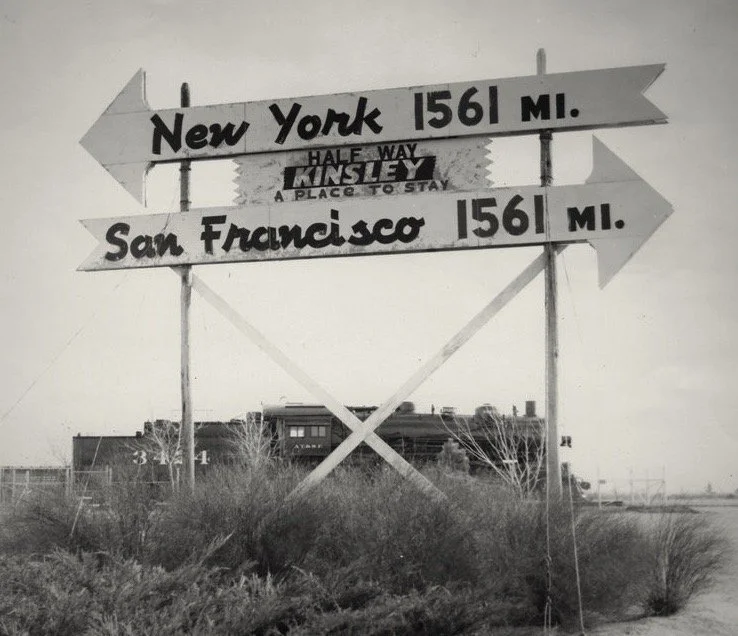 New York 1561 MI.
HALF WAY
KINSLEY
A PLACE TO STAY
San Francisco 1561 MI.
A.T.& S.F.